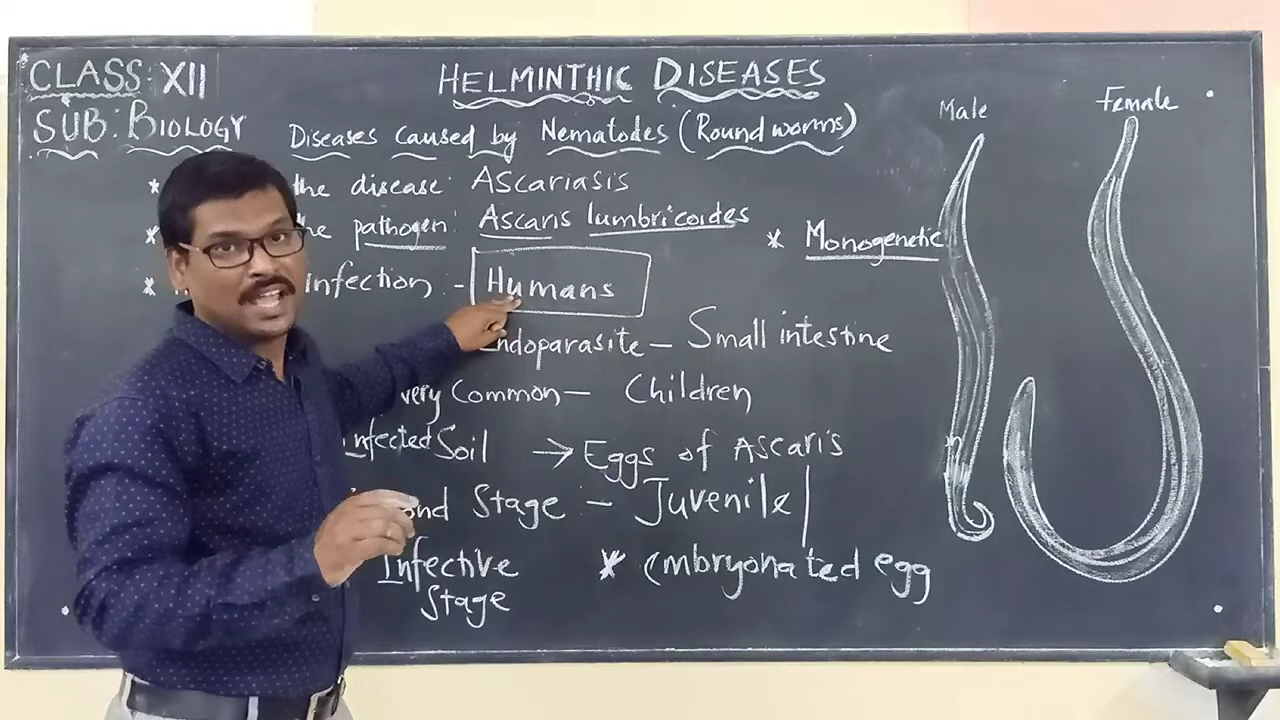 CLASS: XII
SUB: BIOLOGY
HELMINTHIC DISEASES
Diseases caused by Nematodes (Round worms)
* the disease: ASCARIASIS
* the pathogen: Ascaris lumbricoides
* Monogenetic
* Infection :- Humans
Endoparasite – Small intestine
very Common – Children
Infected Soil → Eggs of ASCARIS
Stage :- Juvenile
Infective
Stage
* Embryonated egg
Male
Female